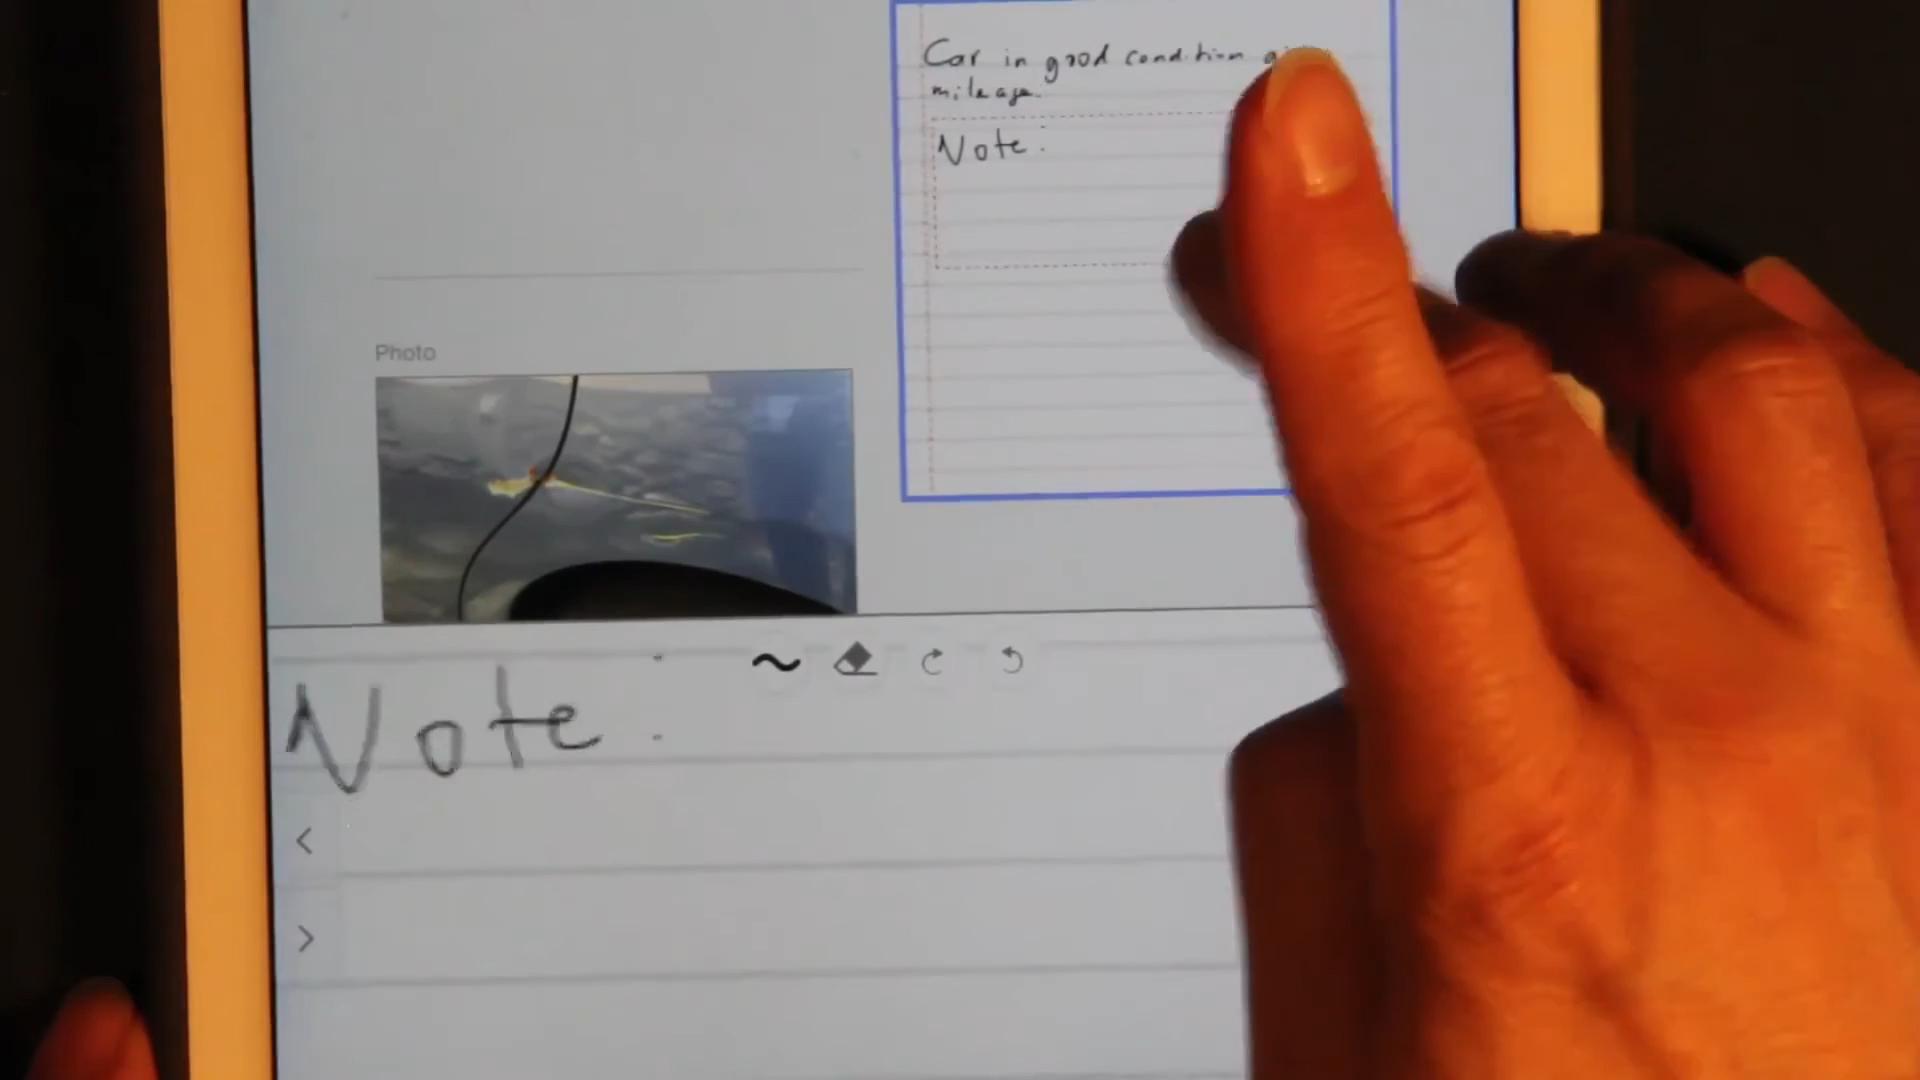 Car in good condition
mileage.
Note:
Photo
Note: